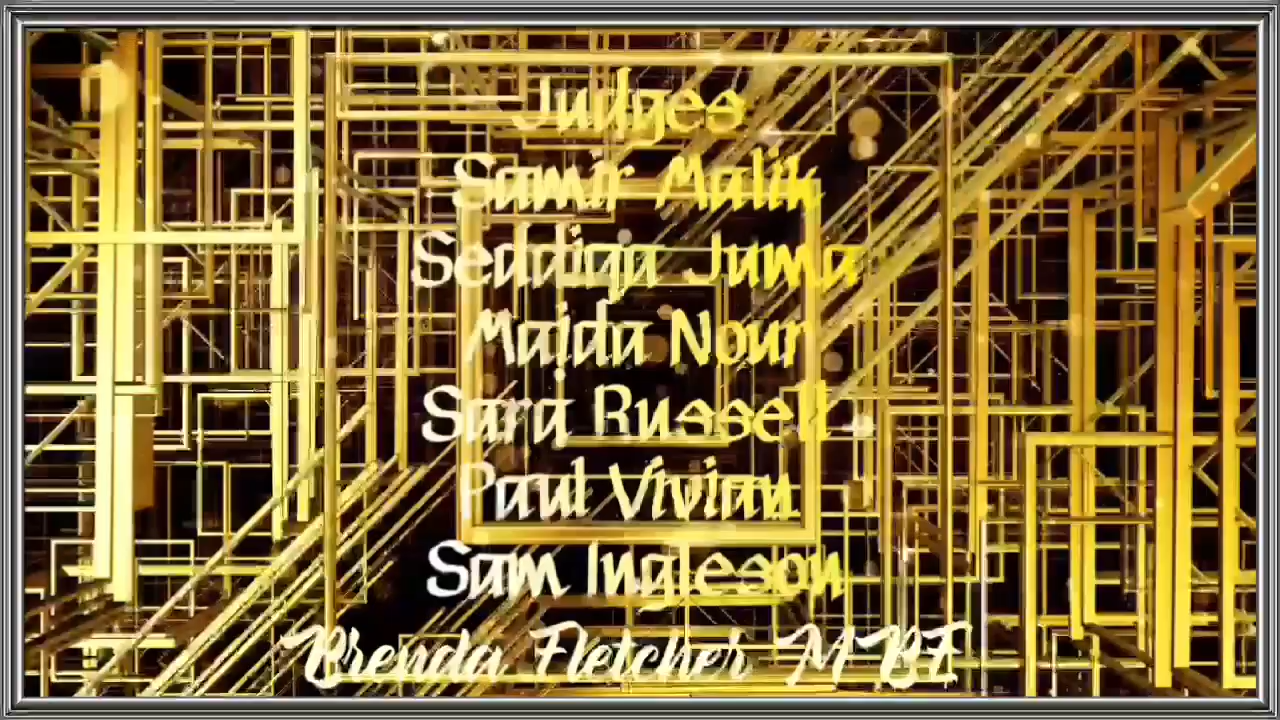 Judges
Samir Malik
Seddiqa Juma
Majda Nour
Sara Russell
Paul Vivian
Sam Ingleson
Brenda Fletcher MBE